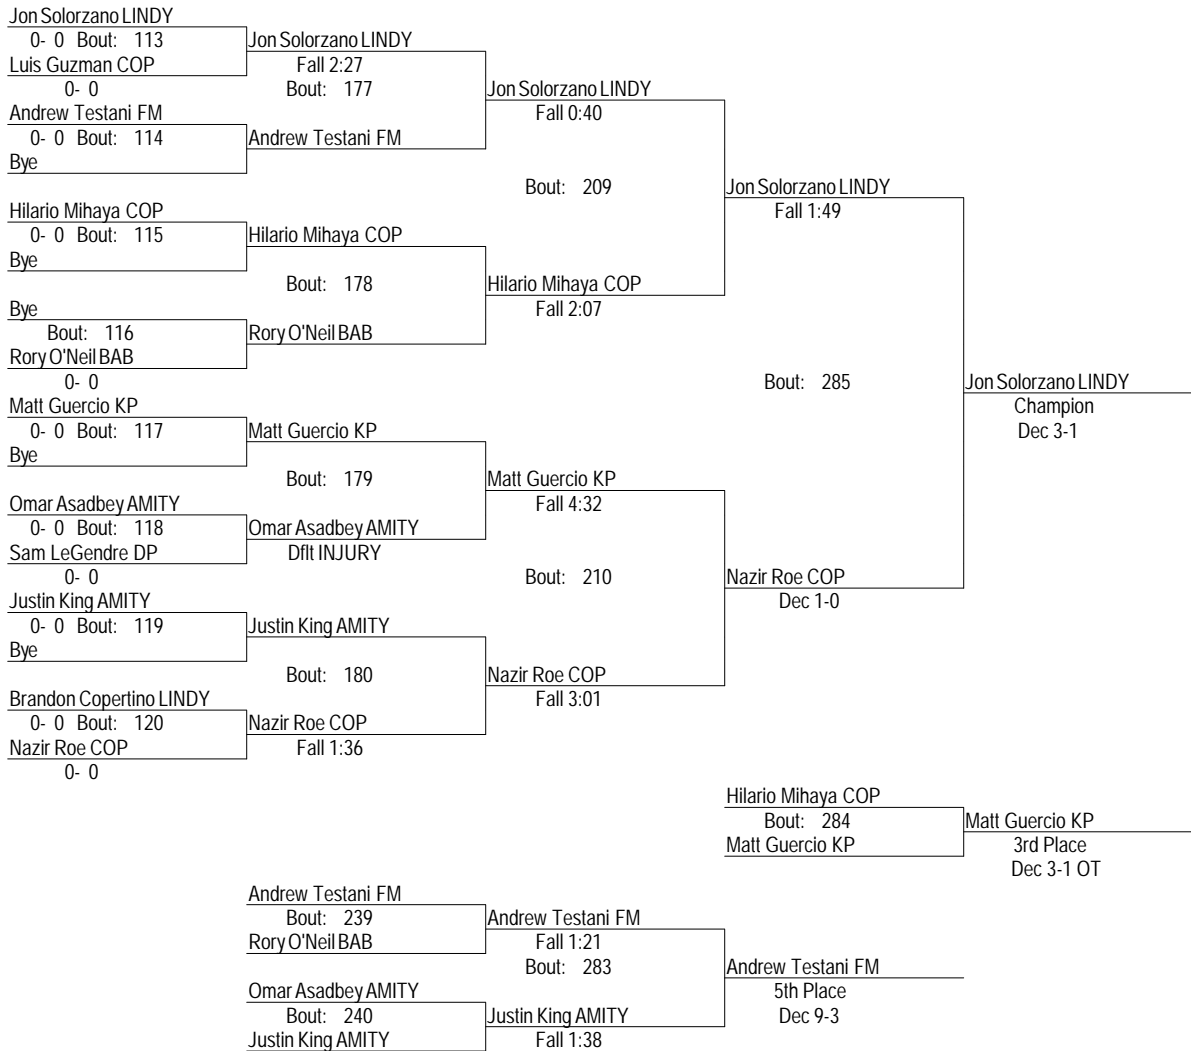 Jon Solorzano LINDY
0- 0 Bout: 113
Luis Guzman COP
0- 0
Andrew Testani FM
0- 0 Bout: 114
Bye
Hilario Mihaya COP
0- 0 Bout: 115
Bye
Bye
Bout: 116
Rory O'Neil BAB
0- 0
Matt Guercio KP
0- 0 Bout: 117
Bye
Omar Asadbey AMITY
0- 0 Bout: 118
Sam LeGendre DP
0- 0
Justin King AMITY
0- 0 Bout: 119
Bye
Brandon Copertino LINDY
0- 0 Bout: 120
Nazir Roe COP
0- 0
Jon Solorzano LINDY
Fall 2:27
Bout: 177
Andrew Testani FM
Hilario Mihaya COP
Bout: 178
Rory O'Neil BAB
Matt Guercio KP
Bout: 179
Omar Asadbey AMITY
Dflt INJURY
Justin King AMITY
Bout: 180
Nazir Roe COP
Fall 1:36
Jon Solorzano LINDY
Fall 0:40
Bout: 209
Hilario Mihaya COP
Fall 2:07
Matt Guercio KP
Fall 4:32
Bout: 210
Nazir Roe COP
Fall 3:01
Jon Solorzano LINDY
Fall 1:49
Bout: 285
Nazir Roe COP
Dec 1-0
Jon Solorzano LINDY
Champion
Dec 3-1
Hilario Mihaya COP
Bout: 284
Matt Guercio KP
Matt Guercio KP
3rd Place
Dec 3-1 OT
Andrew Testani FM
Bout: 239
Rory O'Neil BAB
Omar Asadbey AMITY
Bout: 240
Justin King AMITY
Andrew Testani FM
Fall 1:21
Bout: 283
Justin King AMITY
Fall 1:38
Andrew Testani FM
5th Place
Dec 9-3